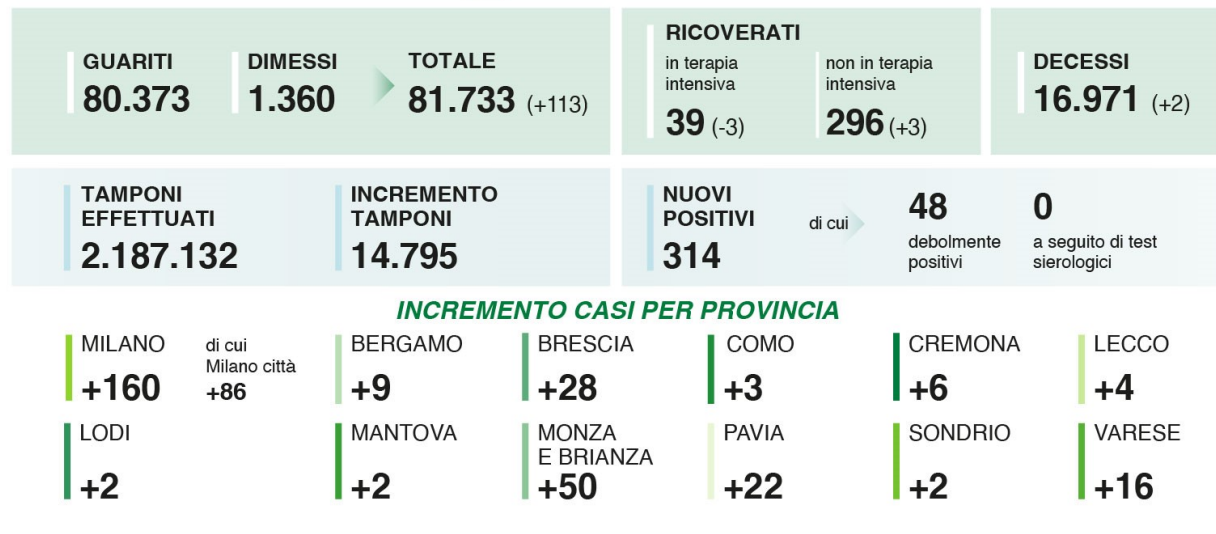 GUARITI
80.373
DIMESSI
1.360
TOTALE
81.733 (+113)
RICOVERATI
in terapia
intensiva
39 (-3)
non in terapia
intensiva
296 (+3)
DECESSI
16.971 (+2)
TAMPONI
EFFETTUATI
2.187.132
INCREMENTO
TAMPONI
14.795
NUOVI
POSITIVI
314
di cui
48
debolmente
positivi
0
a seguito di test
sierologici
INCREMENTO CASI PER PROVINCIA
MILANO
+160
di cui
Milano città
+86
BERGAMO
+9
BRESCIA
+28
COMO
+3
CREMONA
+6
LECCO
+4
LODI
+2
MANTOVA
+2
MONZA
E BRIANZA
+50
PAVIA
+22
SONDRIO
+2
VARESE
+16